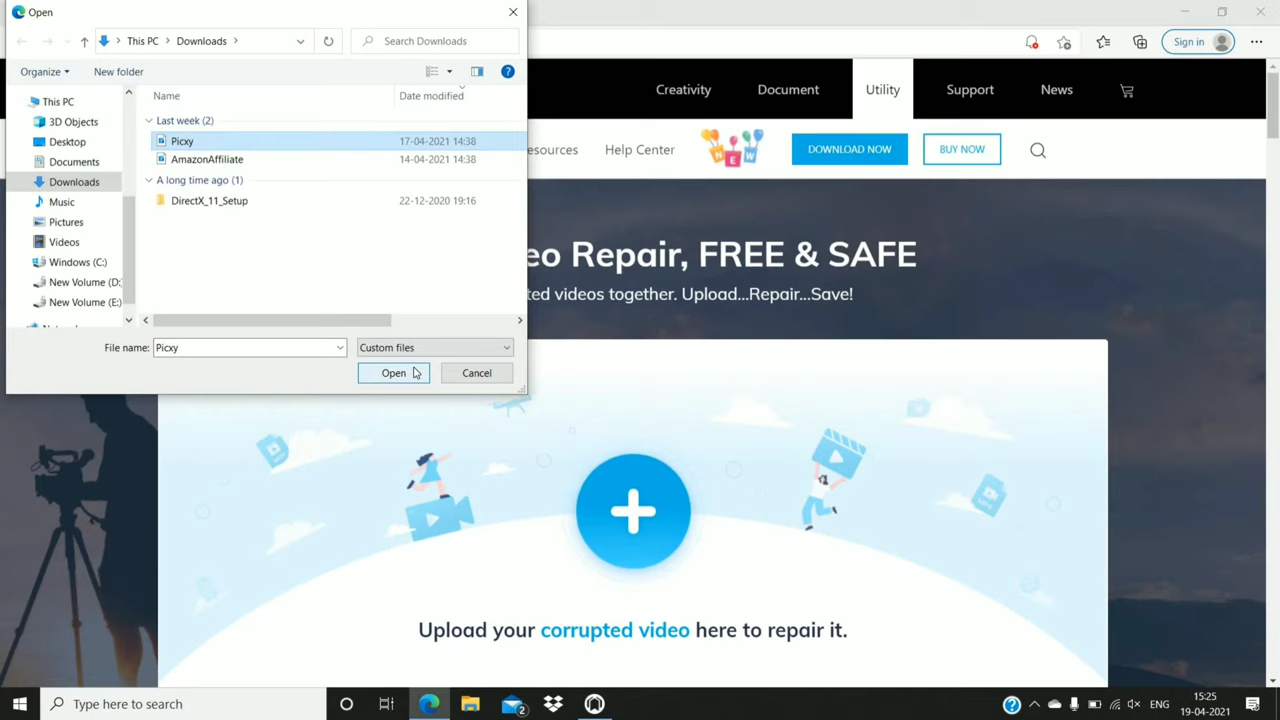 Open
This PC
Downloads
Search Downloads
Sign in
Organize
New folder
Name
Date modified
This PC
3D Objects
Desktop
Documents
Downloads
Music
Pictures
Videos
Windows (C:)
New Volume (D:
New Volume (E:)
Last week (2)
Picxy 17-04-2021 14:38
AmazonAffiliate 14-04-2021 14:38
A long time ago (1)
DirectX_11_Setup 22-12-2020 19:16
File name: Picxy
Custom files
Open Cancel
Creativity Document Utility Support News
esources Help Center NEW DOWNLOAD NOW BUY NOW
eo Repair, FREE & SAFE
ted videos together. Upload...Repair...Save!
Upload your corrupted video here to repair it.
Type here to search
2
ENG
15:25
19-04-2021